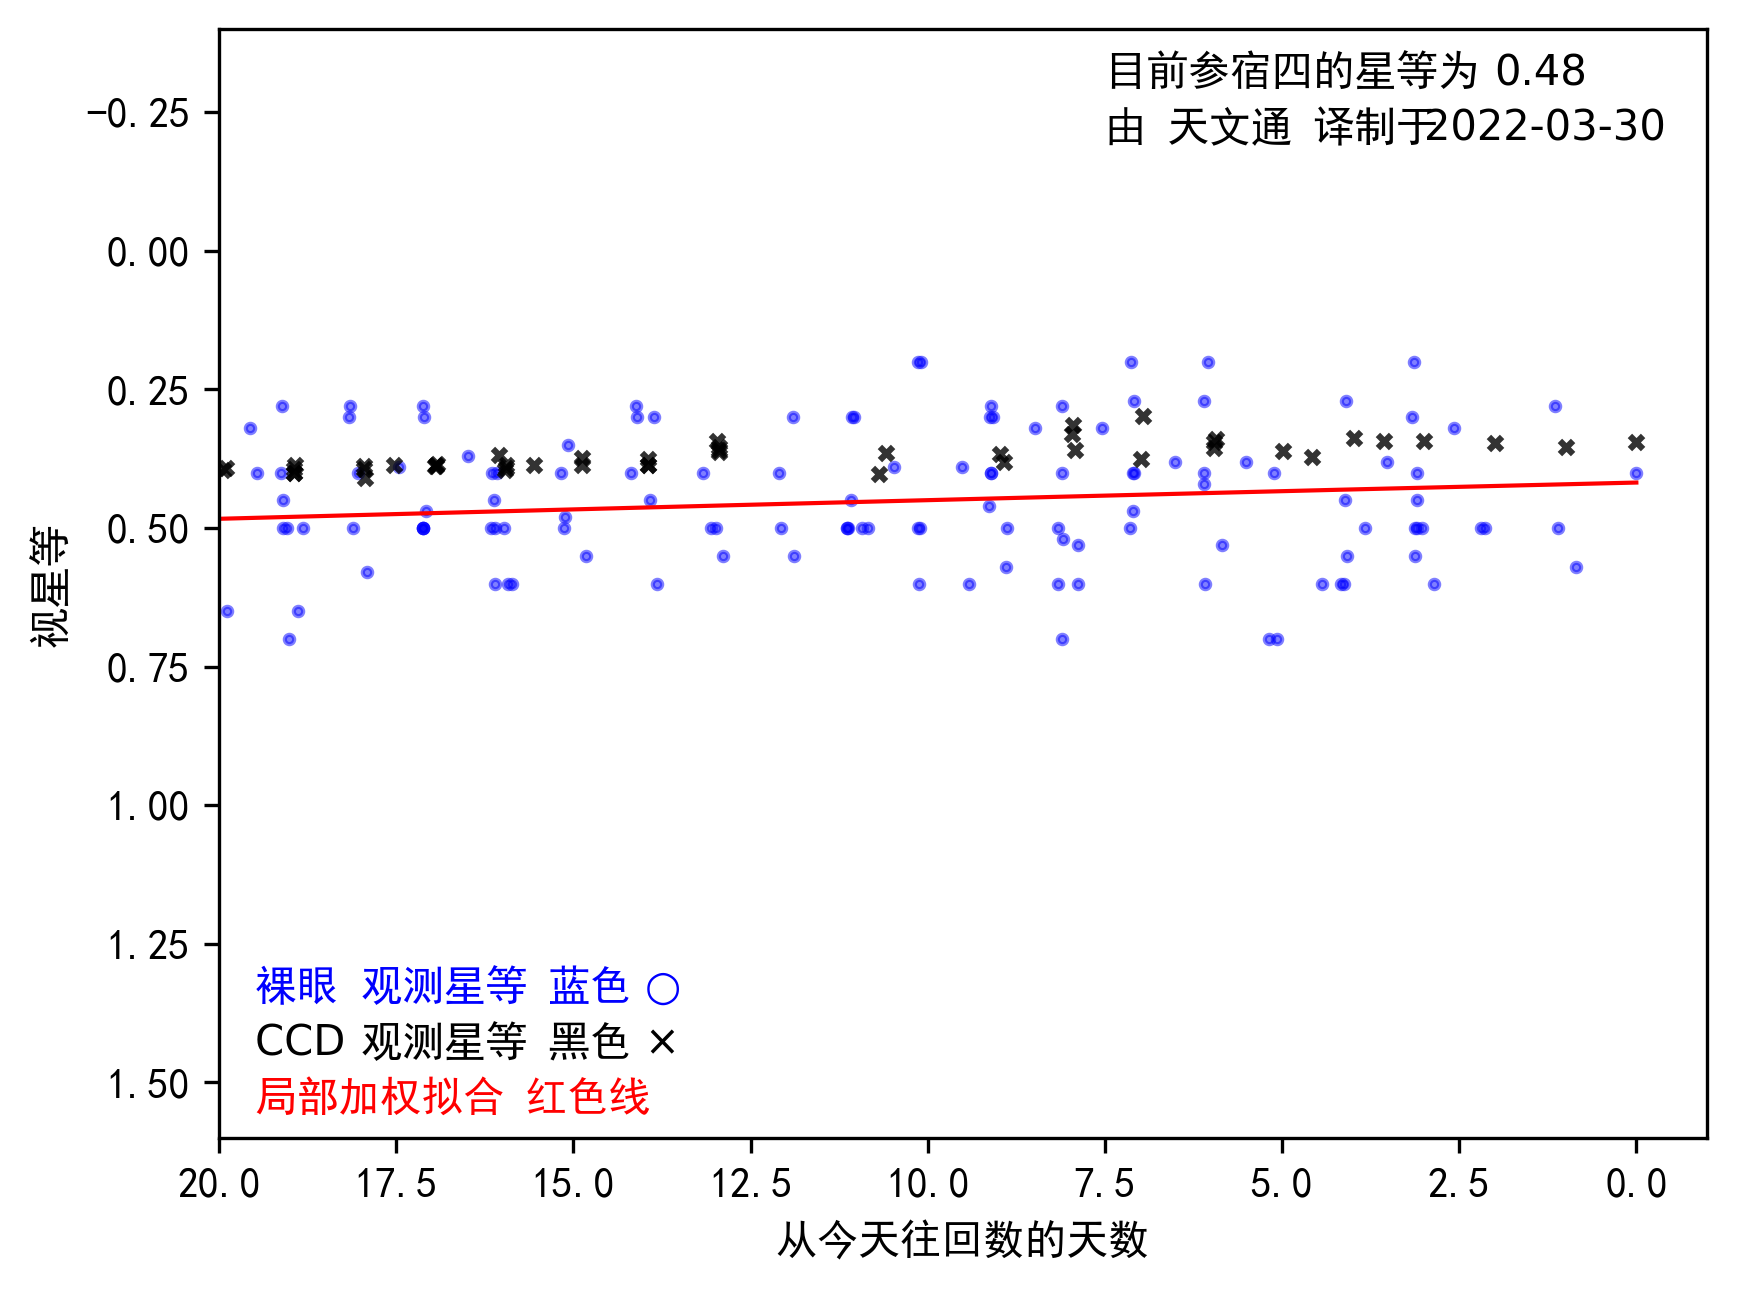 目前参宿四的星等为 0.48
由 天文通 译制于2022-03-30
-0.25
0.00
0.25
0.50
0.75
1.00
1.25
1.50
视星等
裸眼 观测星等 蓝色 ○
CCD 观测星等 黑色 ×
局部加权拟合 红色线
20.0 17.5 15.0 12.5 10.0 7.5 5.0 2.5 0.0
从今天往回数的天数